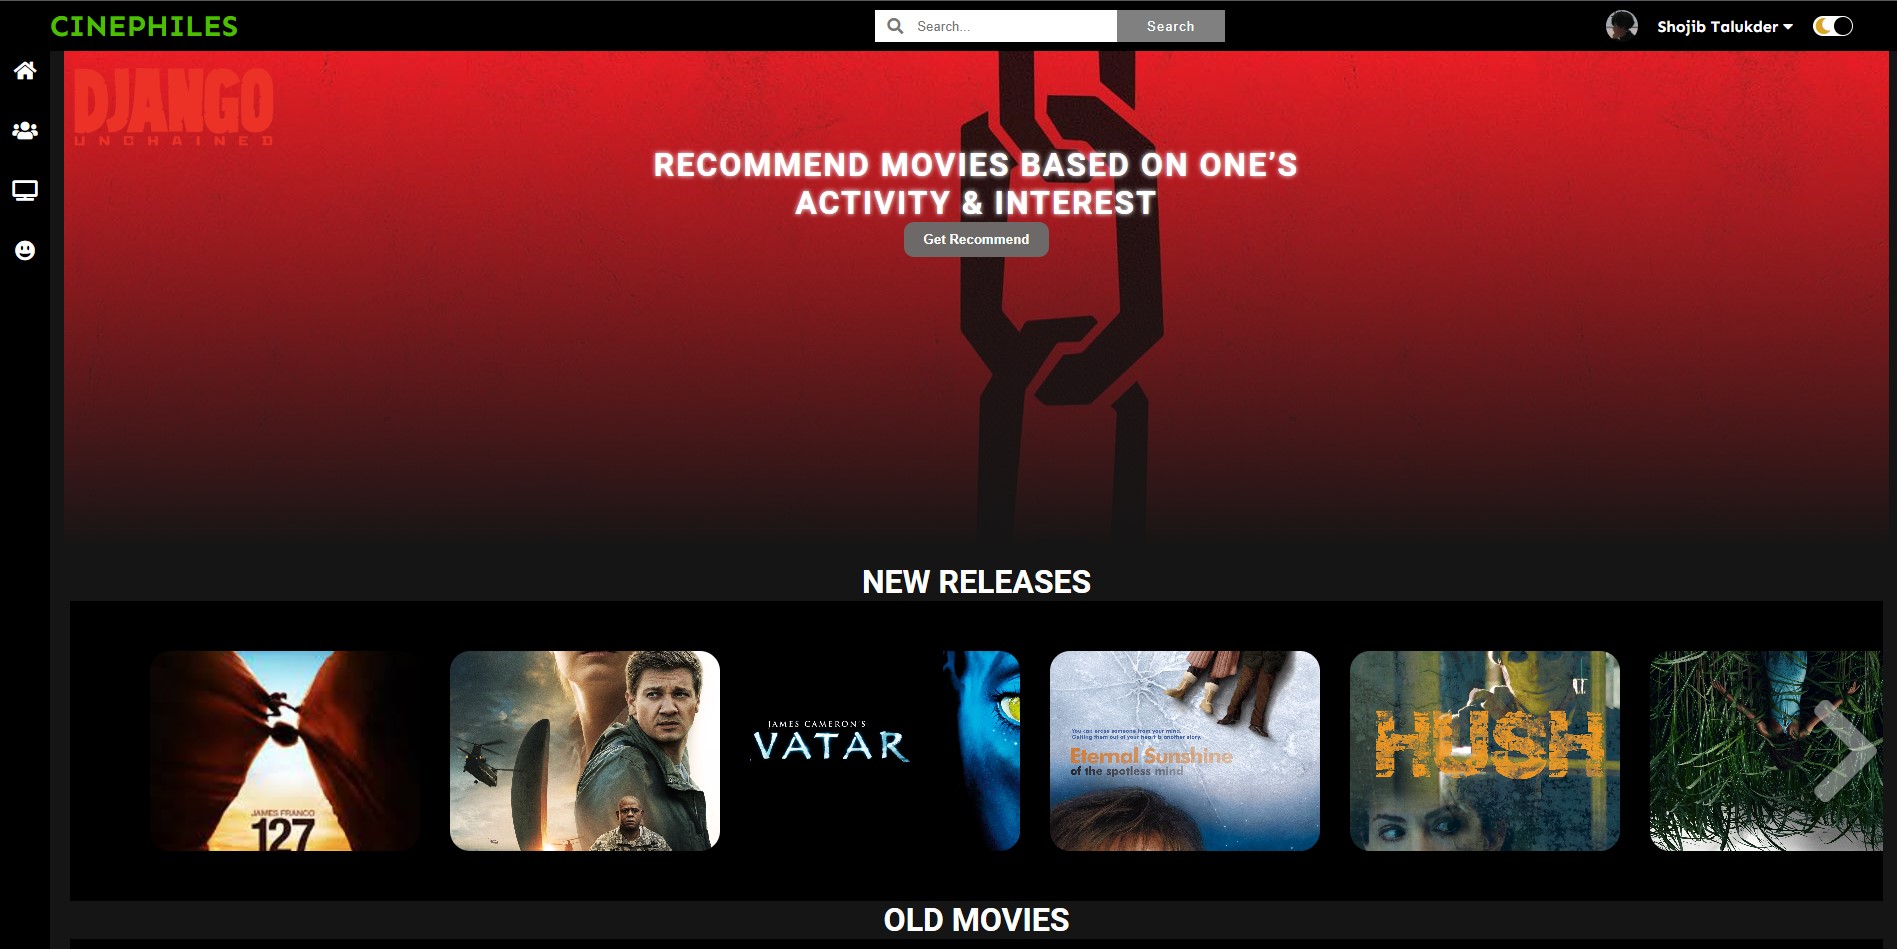 CINEPHILES
Search...
Search
Shojib Talukder
DJANGO
UNCHAINED
RECOMMEND MOVIES BASED ON ONE’S
ACTIVITY & INTEREST
Get Recommend
NEW RELEASES
JAMES FRANCO
127
JAMES CAMERON'S
VATAR
You can erase someone from your mind.
Getting them out of your heart is another story.
Eternal Sunshine
of the spotless mind
HUSH
OLD MOVIES